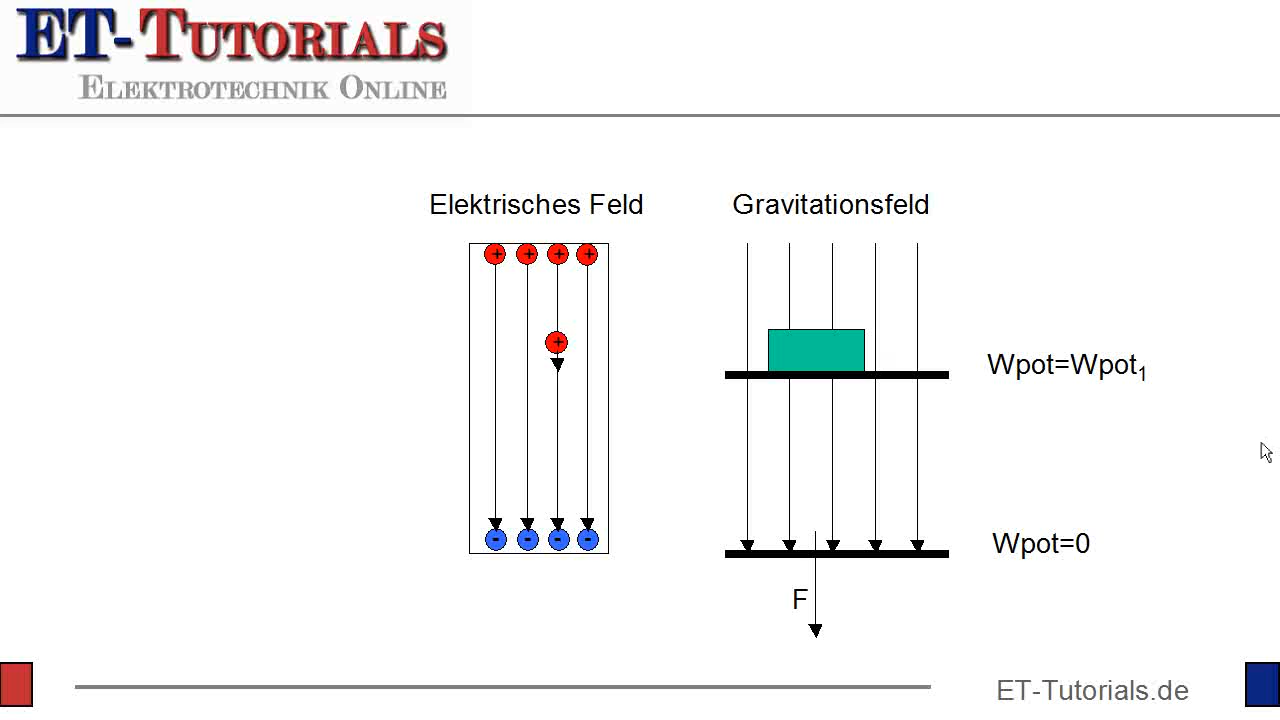 ET-TUTORIALS
ELEKTROTECHNIK ONLINE
Elektrisches Feld
Gravitationsfeld
+ + + +
+
Wpot=Wpot₁
- - - -
Wpot=0
F
ET-Tutorials.de